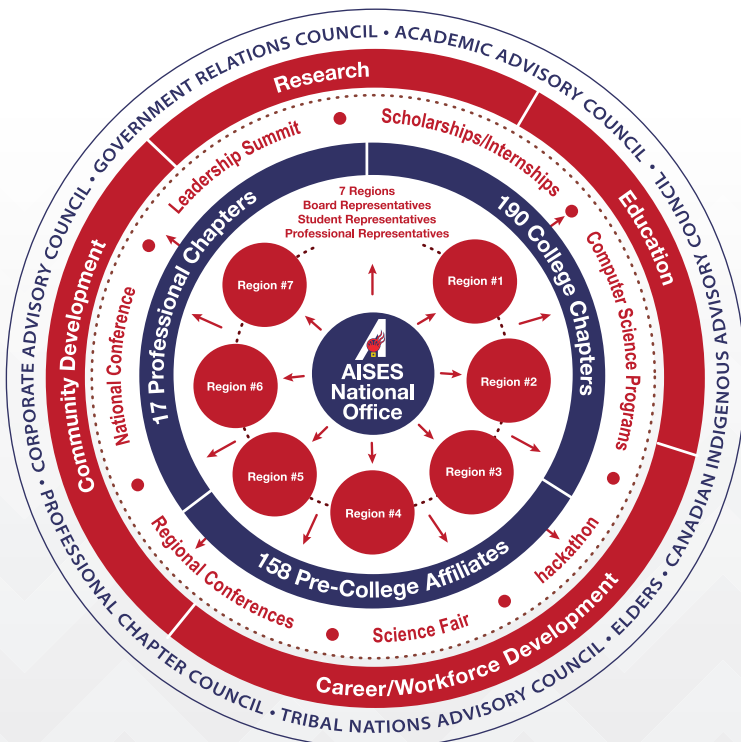 GOVERNMENT RELATIONS COUNCIL • ACADEMIC ADVISORY COUNCIL • CANADIAN INDIGENOUS ADVISORY COUNCIL • ELDERS • TRIBAL NATIONS ADVISORY COUNCIL • PROFESSIONAL CHAPTER COUNCIL • CORPORATE ADVISORY COUNCIL •
Research
Education
Career/Workforce Development
Community Development
Leadership Summit
Scholarships/Internships
Computer Science Programs
hackathon
Science Fair
Regional Conferences
National Conference
17 Professional Chapters
190 College Chapters
158 Pre-College Affiliates
7 Regions
Board Representatives
Student Representatives
Professional Representatives
Region #1
Region #2
Region #3
Region #4
Region #5
Region #6
Region #7
AISES
National
Office